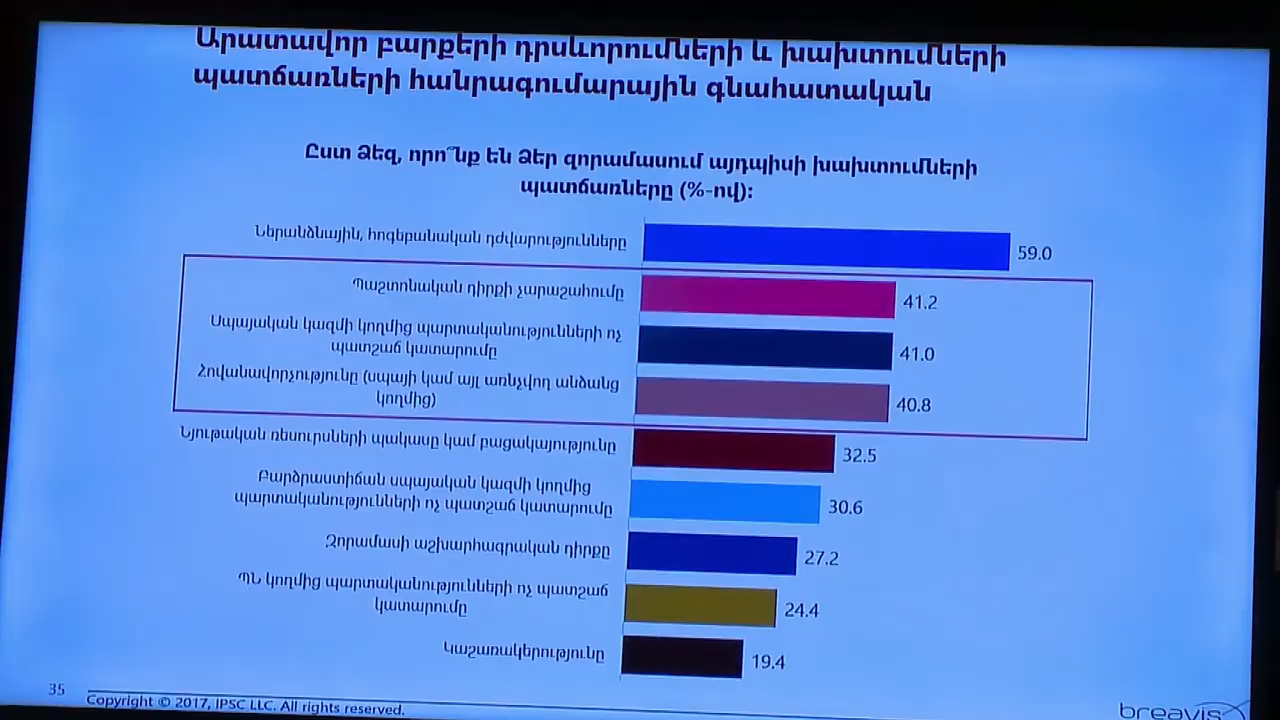 Արատավոր բարքերի դրսևորումների և խախտումների
պատճառների հանրագումարային գնահատական
Ըստ Ձեզ, որո՞նք են Ձեր զորամասում այդպիսի խախտումների
պատճառները (%-ով):
Ներանձնային, հոգեբանական դժվարությունները
59.0
Պաշտոնական դիրքի չարաշահումը
41.2
Սպայական կազմի կողմից պարտականությունների ոչ
պատշաճ կատարումը
41.0
Հովանավորչությունը (սպայի կամ այլ առնչվող անձանց
կողմից)
40.8
Նյութական ռեսուրսների պակասը կամ բացակայությունը
32.5
Բարձրաստիճան սպայական կազմի կողմից
պարտականությունների ոչ պատշաճ կատարումը
30.6
Զորամասի աշխարհագրական դիրքը
27.2
ՊՆ կողմից պարտականությունների ոչ պատշաճ
կատարումը
24.4
Կաշառակերությունը
19.4
35
Copyright © 2017, IPSC LLC. All rights reserved.
breavis